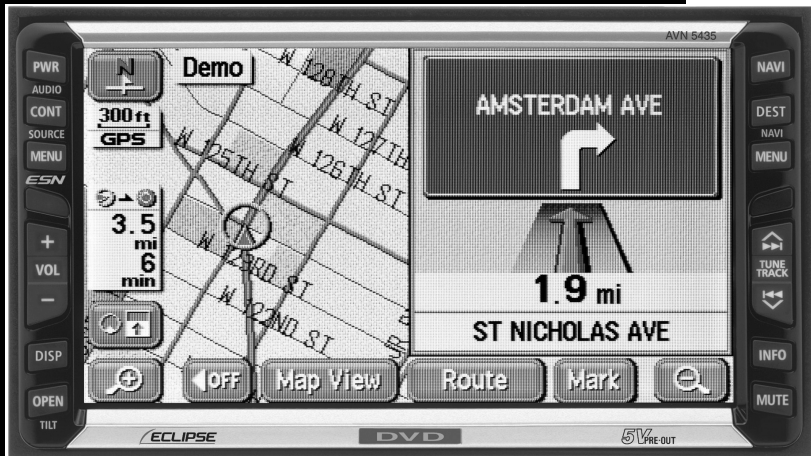 AVN 5435
PWR
AUDIO
CONT
SOURCE
MENU
ESN
+
VOL
−
DISP
OPEN
TILT
N
Demo
300ft
GPS
3.5
mi
6
min
W 128TH ST
W 127TH
W 126TH ST
W 125TH ST
W 123RD ST
W 122ND ST
AMSTERDAM AVE
1.9 mi
ST NICHOLAS AVE
OFF
Map View
Route
Mark
NAVI
DEST
NAVI
MENU
TUNE
TRACK
INFO
MUTE
ECLIPSE
DVD
5V PRE-OUT